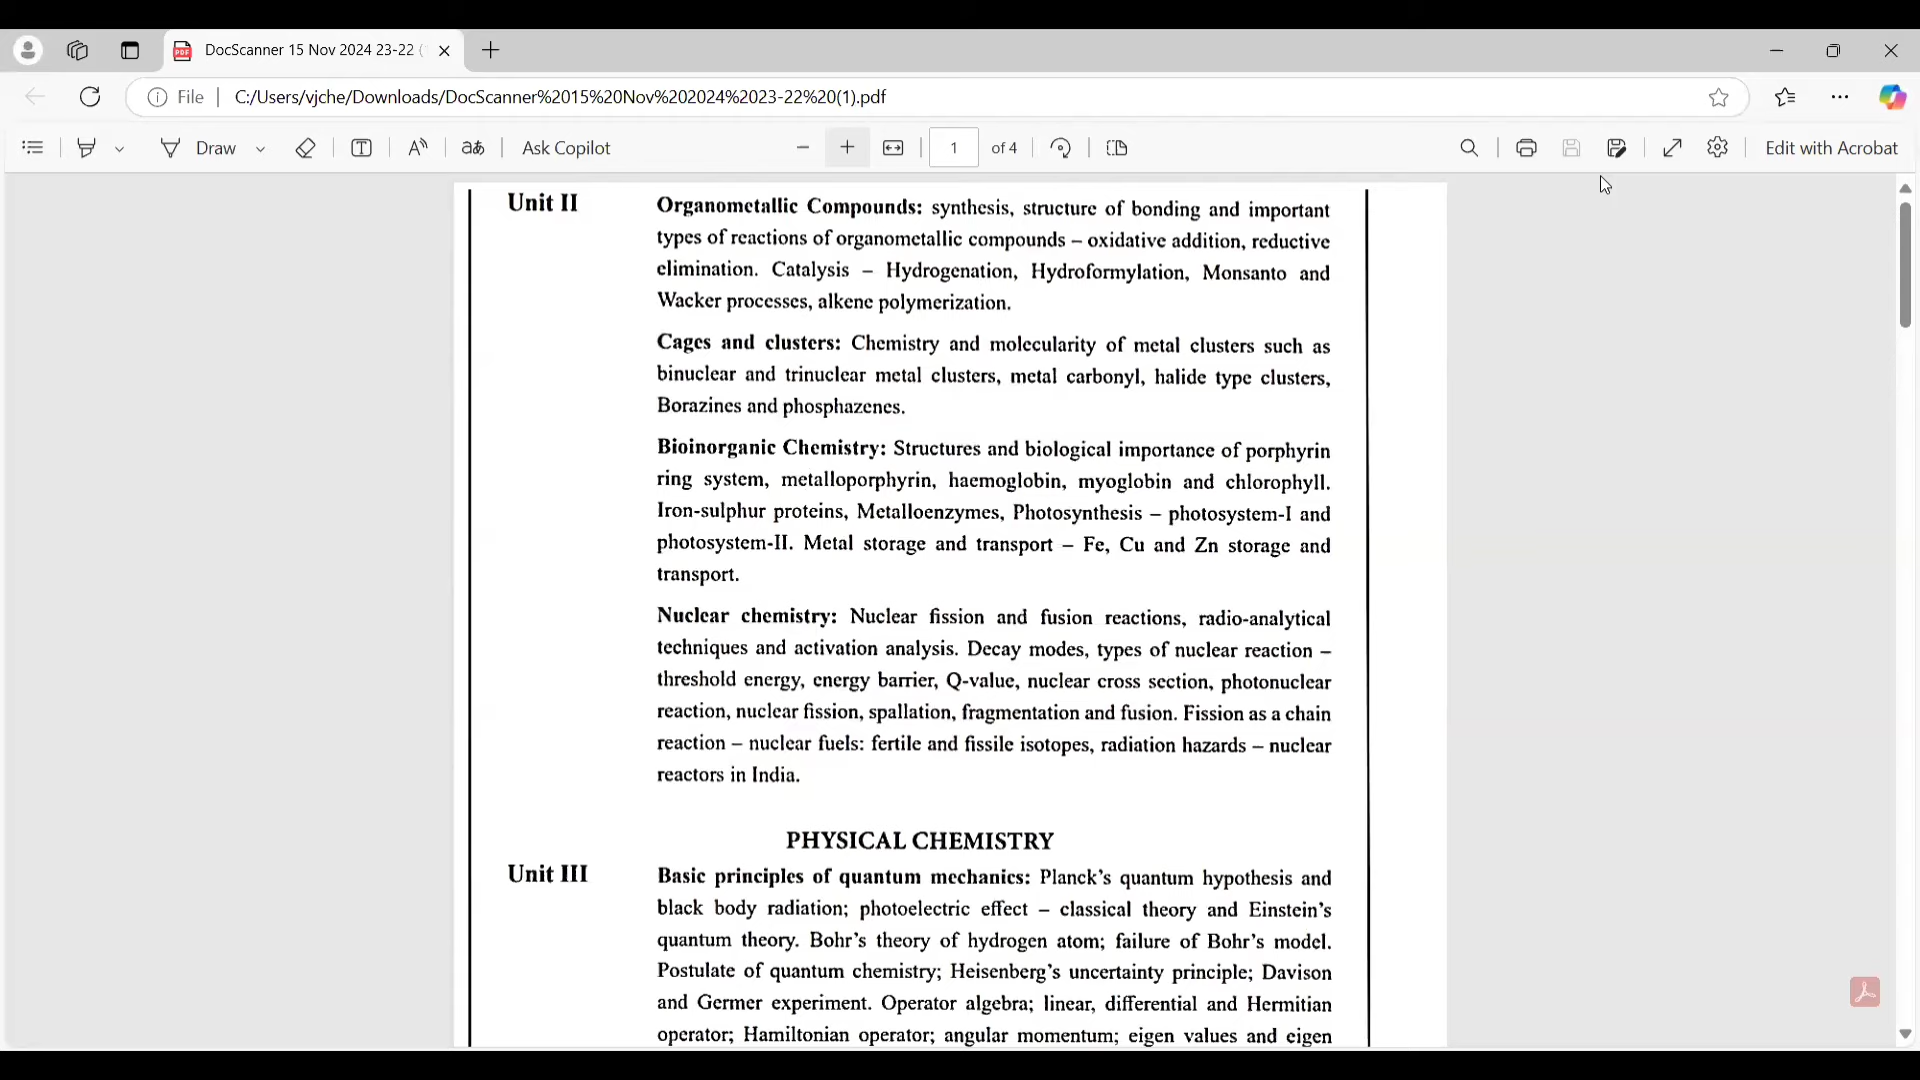 DocScanner 15 Nov 2024 23-22 (
File
C:/Users/vjche/Downloads/DocScanner%2015%20Nov%202024%2023-22%20(1).pdf
Draw
Ask Copilot
1
of 4
Edit with Acrobat
Unit II
Organometallic Compounds: synthesis, structure of bonding and important
types of reactions of organometallic compounds – oxidative addition, reductive
elimination. Catalysis – Hydrogenation, Hydroformylation, Monsanto and
Wacker processes, alkene polymerization.
Cages and clusters: Chemistry and molecularity of metal clusters such as
binuclear and trinuclear metal clusters, metal carbonyl, halide type clusters,
Borazines and phosphazenes.
Bioinorganic Chemistry: Structures and biological importance of porphyrin
ring system, metalloporphyrin, haemoglobin, myoglobin and chlorophyll.
Iron-sulphur proteins, Metalloenzymes, Photosynthesis – photosystem-I and
photosystem-II. Metal storage and transport – Fe, Cu and Zn storage and
transport.
Nuclear chemistry: Nuclear fission and fusion reactions, radio-analytical
techniques and activation analysis. Decay modes, types of nuclear reaction –
threshold energy, energy barrier, Q-value, nuclear cross section, photonuclear
reaction, nuclear fission, spallation, fragmentation and fusion. Fission as a chain
reaction – nuclear fuels: fertile and fissile isotopes, radiation hazards – nuclear
reactors in India.
PHYSICAL CHEMISTRY
Unit III
Basic principles of quantum mechanics: Planck's quantum hypothesis and
black body radiation; photoelectric effect – classical theory and Einstein's
quantum theory. Bohr's theory of hydrogen atom; failure of Bohr's model.
Postulate of quantum chemistry; Heisenberg's uncertainty principle; Davison
and Germer experiment. Operator algebra; linear, differential and Hermitian
operator; Hamiltonian operator; angular momentum; eigen values and eigen